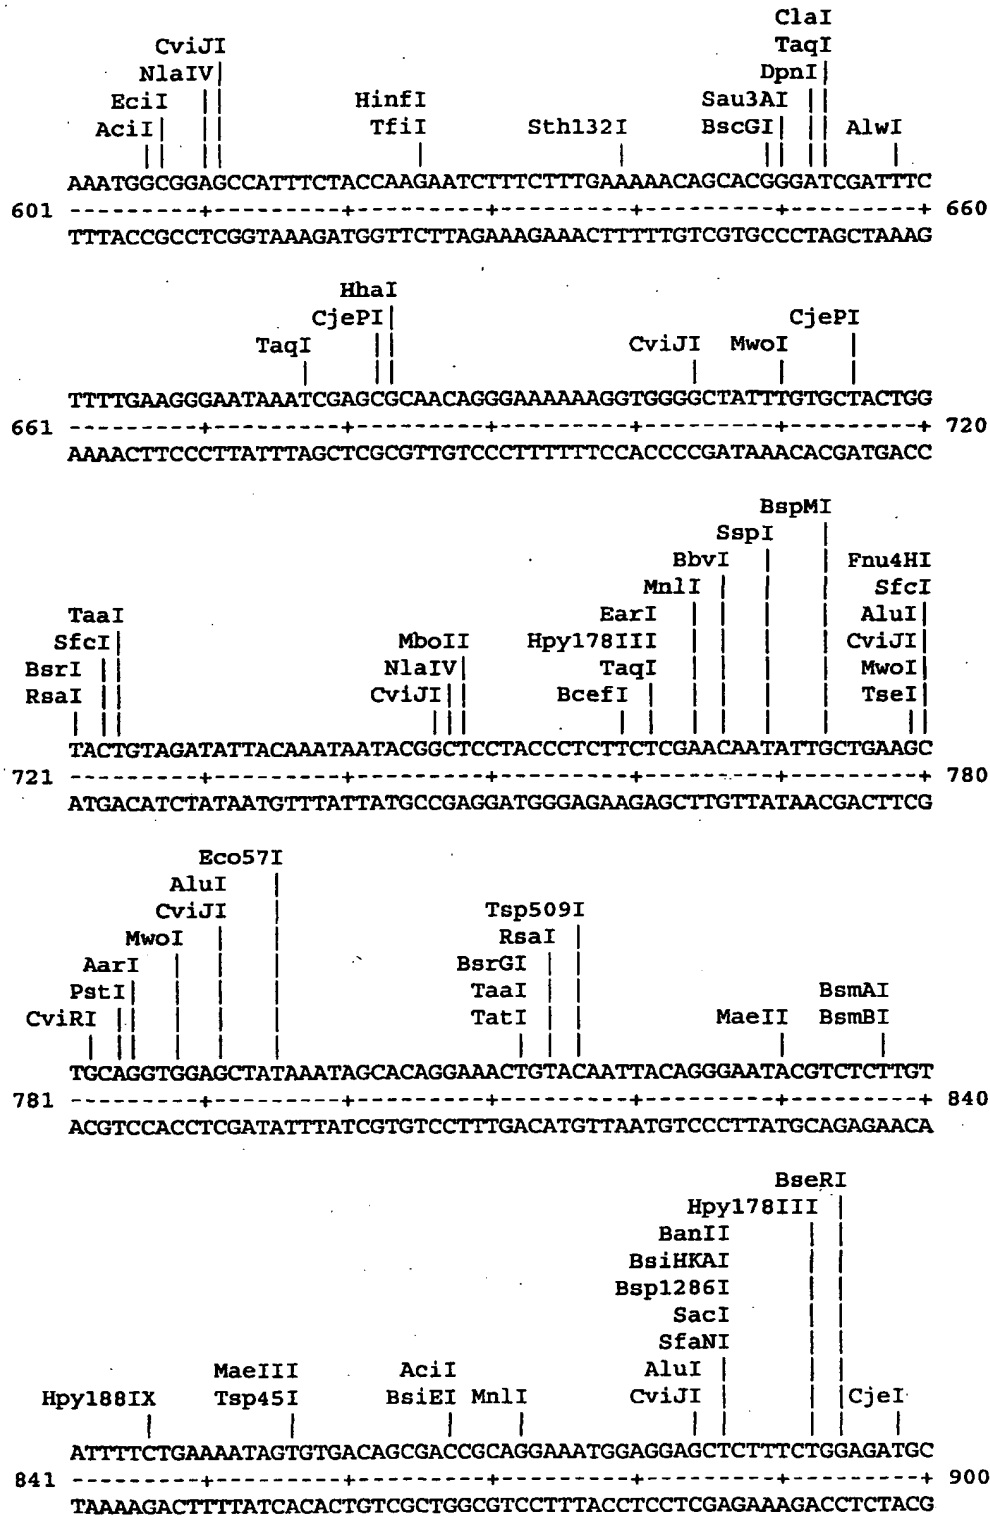 ClaI
CviJI TaqI
NlaIV| DpnI|
EciI || HinfI Sau3AI ||
AciI| || TfiI Sth132I BscGI| || AlwI
|| || | | || || |
AAATGGCGGAGCCATTTCTACCAAGAATCTTTCTTTGAAAAACAGCACGGGATCGATTTC
601 ---------+---------+---------+---------+---------+---------+ 660
TTTACCGCCTCGGTAAAGATGGTTCTTAGAAAGAAACTTTTTGTCGTGCCCTAGCTAAAG
HhaI
CjePI| CjePI
TaqI || CviJI MwoI |
| || | | |
TTTTGAAGGGAATAAATCGAGCGCAACAGGGAAAAAAGGTGGGGCTATTTGTGCTACTGG
661 ---------+---------+---------+---------+---------+---------+ 720
AAAACTTCCCTTATTTAGCTCGCGTTGTCCCTTTTTTCCACCCCGATAAACACGATGACC
BspMI
SspI |
BbvI | | Fnu4HI
MnlI | | | SfcI
TaaI EarI | | | | AluI|
SfcI| MboII Hpy178III | | | | CviJI|
BsrI || NlaIV| TaqI | | | | MwoI|
RsaI || CviJI|| BcefI | | | | | TseI|
| || ||| | | | | | | ||
TACTGTAGATATTACAAATAATACGGCTCCTACCCTCTTCTCGAACAATATTGCTGAAGC
721 ---------+---------+---------+---------+---------+---------+ 780
ATGACATCTATAATGTTTATTATGCCGAGGATGGGAGAAGAGCTTGTTATAACGACTTCG
Eco57I
AluI |
CviJI | Tsp509I
MwoI | | RsaI |
AarI | | | BsrGI | |
PstI| | | | TaaI | | BsmAI
CviRI || | | | TatI | | MaeII BsmBI
| || | | | | | | | |
TGCAGGTGGAGCTATAAATAGCACAGGAAACTGTACAATTACAGGGAATACGTCTCTTGT
781 ---------+---------+---------+---------+---------+---------+ 840
ACGTCCACCTCGATATTTATCGTGTCCTTTGACATGTTAATGTCCCTTATGCAGAGAACA
BseRI
Hpy178III |
BanII | |
BsiHKAI | |
Bsp1286I | |
SacI | |
SfaNI | |
MaeIII AciI AluI | | |
Hpy188IX Tsp45I BsiEI MnlI CviJI | | |CjeI
| | | | | | | | |
ATTTTCTGAAAATAGTGTGACAGCGACCGCAGGAAATGGAGGAGCTCTTTCTGGAGATGC
841 ---------+---------+---------+---------+---------+---------+ 900
TAAAAGACTTTTATCACACTGTCGCTGGCGTCCTTTACCTCCTCGAGAAAGACCTCTACG